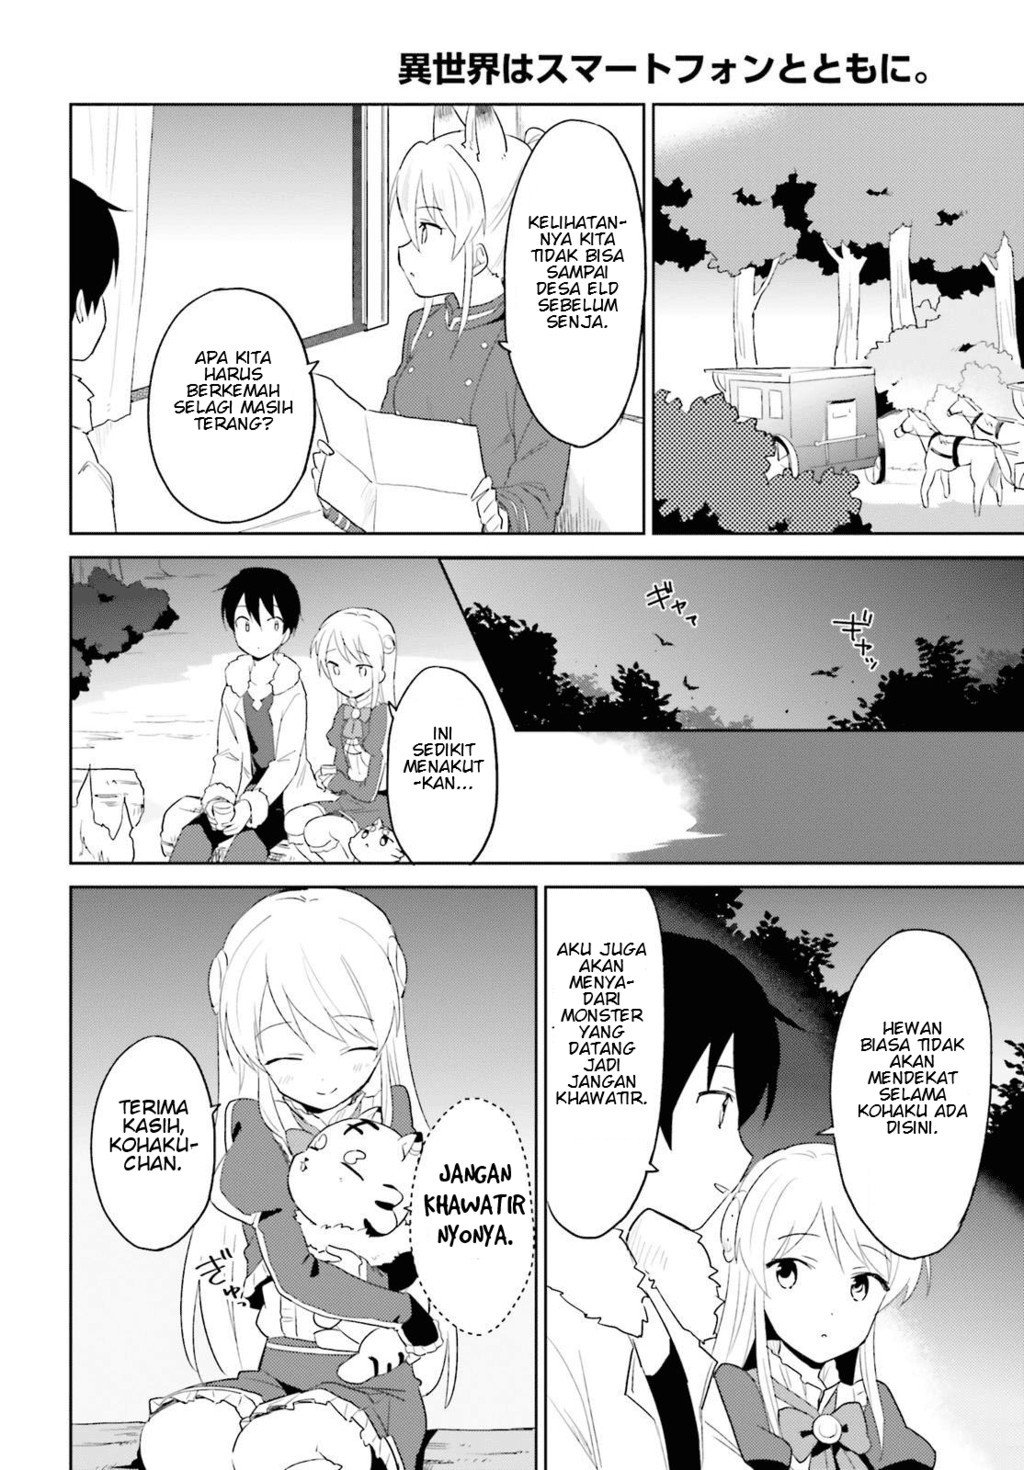 異世界はスマートフォンとともに。
KELIHATAN-
NYA KITA
TIDAK BISA
SAMPAI
DESA ELD
SEBELUM
SENJA.
APA KITA
HARUS
BERKEMAH
SELAGI MASIH
TERANG?
ギャー
ギャッ
INI
SEDIKIT
MENAKUT
-KAN...
HEWAN
BIASA TIDAK
AKAN
MENDEKAT
SELAMA
KOHAKU ADA
DISINI.
AKU JUGA
AKAN
MENYA-
DARI
MONSTER
YANG
DATANG
JADI
JANGAN
KHAWATIR.
JANGAN
KHAWATIR
NYONYA.
TERIMA
KASIH,
KOHAKU-
CHAN.